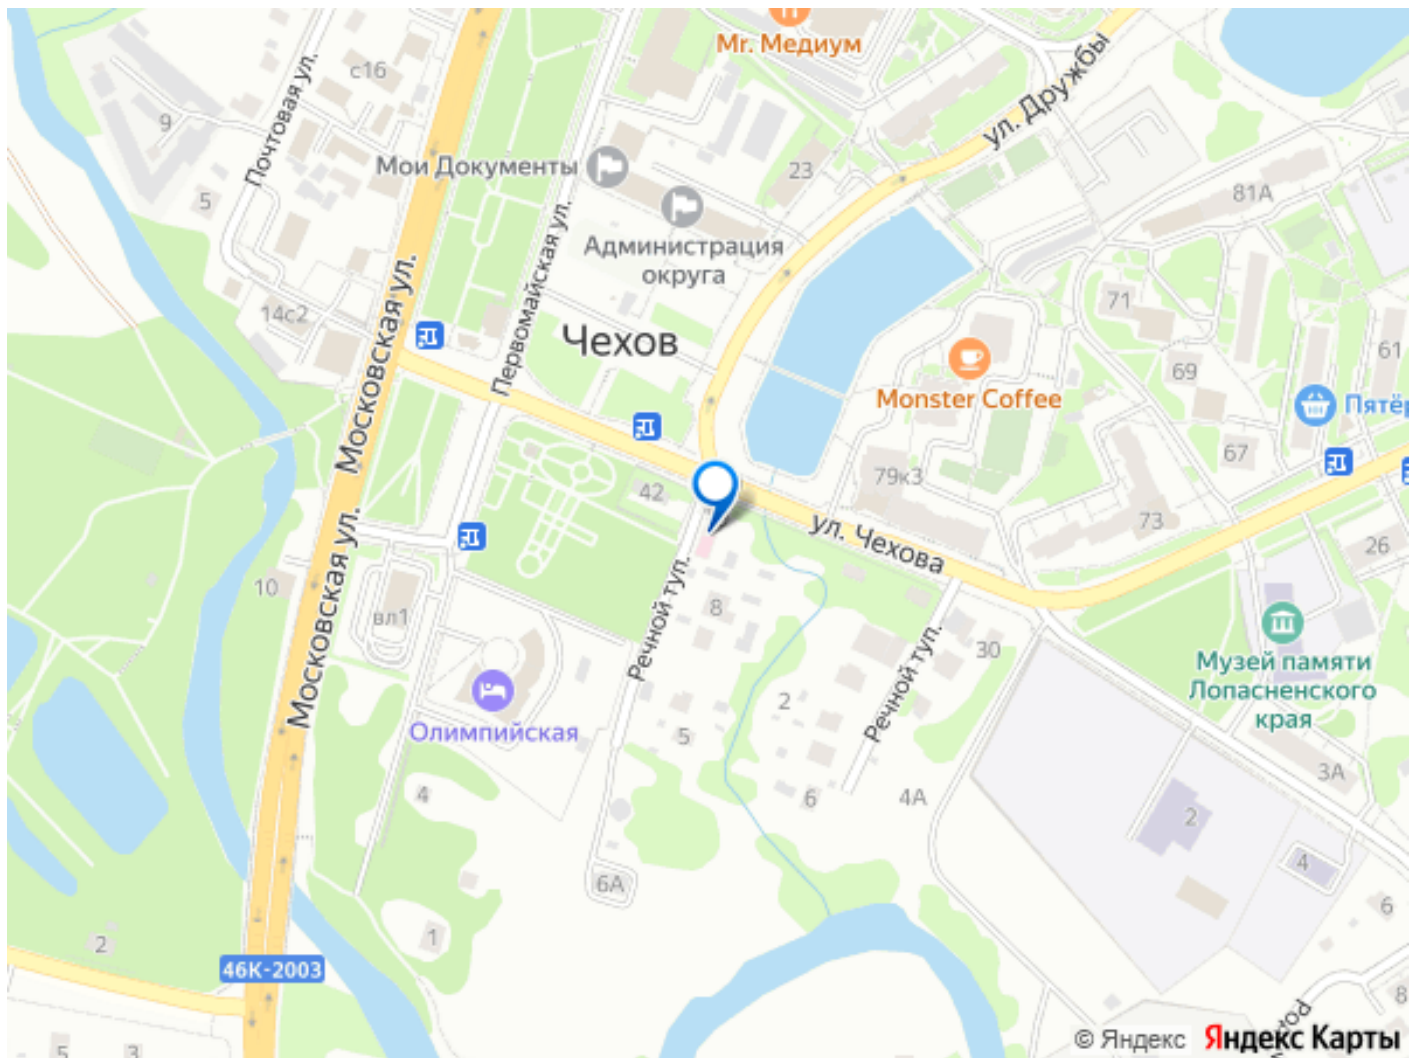 Mr. Медиум
с16
ул. Дружбы
Почтовая ул.
9
Мои Документы
23
5
81А
Первомайская ул.
Администрация
округа
14с2
71
Московская ул.
Чехов
61
69
Monster Coffee
Пятёр
67
79к3
42
73
Московская ул.
ул. Чехова
26
10
вл1
8
Речной туп.
30
Музей памяти
Лопасненского
края
Речной туп.
2
Олимпийская
5
3А
4
6
4А
2
4
6А
6
1
2
46К-2003
8
5
3
© Яндекс Яндекс Карты